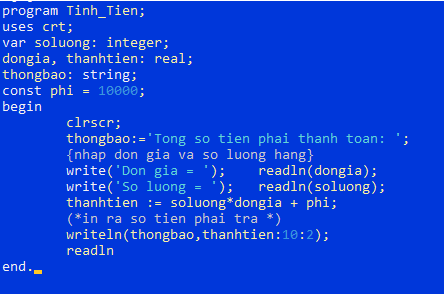 program Tinh_Tien;
uses crt;
var soluong: integer;
dongia, thanhtien: real;
thongbao: string;
const phi = 10000;
begin
clrscr;
thongbao:='Tong so tien phai thanh toan: ';
{nhap don gia va so luong hang}
write('Don gia = '); readln(dongia);
write('So luong = '); readln(soluong);
thanhtien := soluong*dongia + phi;
(*in ra so tien phai tra *)
writeln(thongbao,thanhtien:10:2);
readln
end.